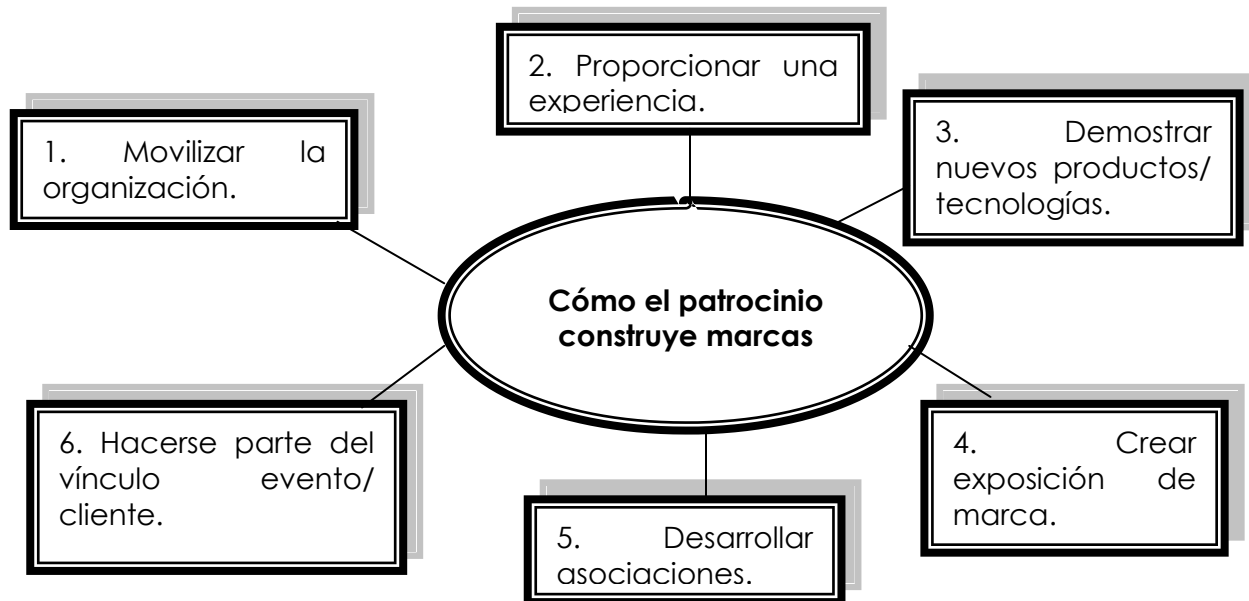 1. Movilizar la
organización.
2. Proporcionar una
experiencia.
3. Demostrar
nuevos productos/
tecnologías.
Cómo el patrocinio
construye marcas
4. Crear
exposición de
marca.
5. Desarrollar
asociaciones.
6. Hacerse parte del
vínculo evento/
cliente.